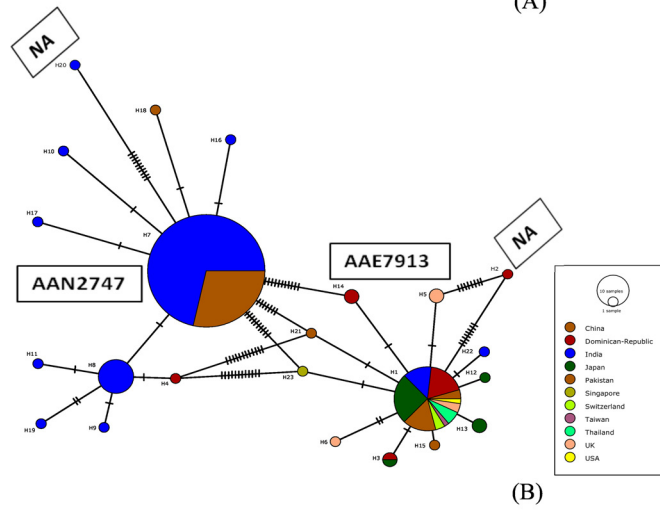 (A)
NA
H20
H18
H10
H16
H17
H7
AAN2747
AAE7913
NA
H14
H5
H2
H21
H11
H8
H4
H23
H1
H22
H12
H19
H9
H6
H3
H15
H13
10 samples
1 sample
China
Dominican-Republic
India
Japan
Pakistan
Singapore
Switzerland
Taiwan
Thailand
UK
USA
(B)